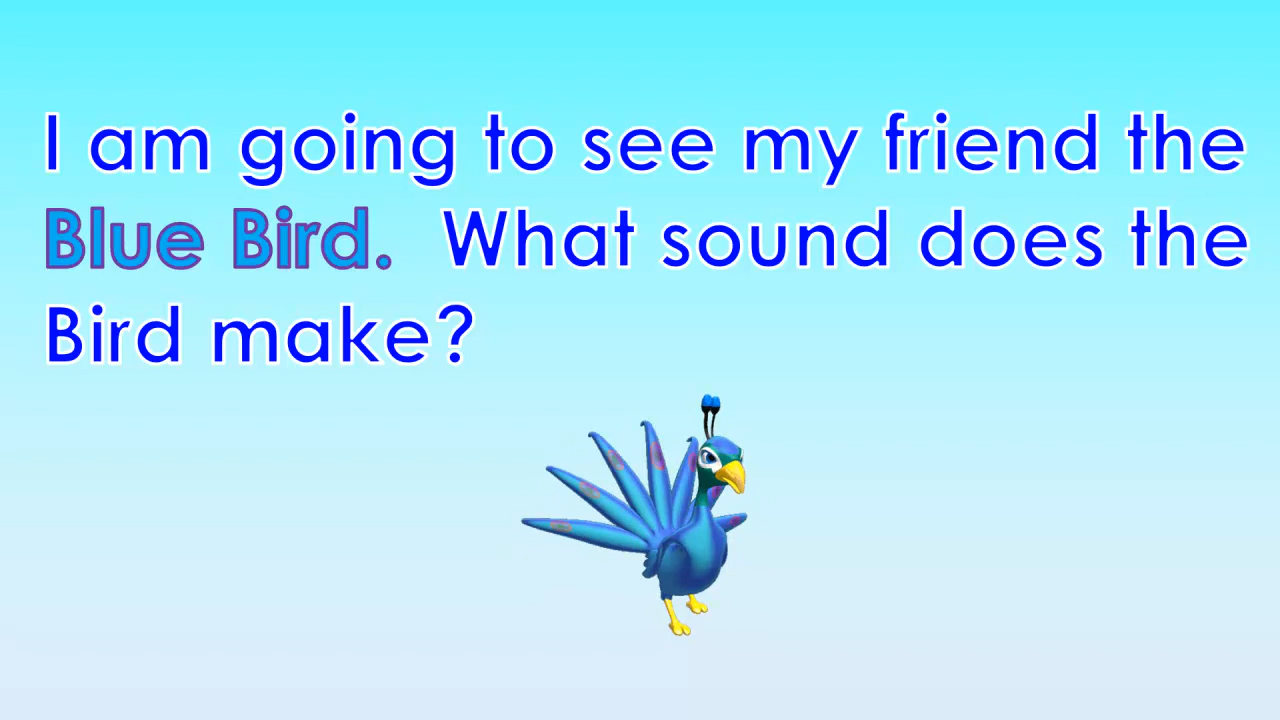 I am going to see my friend the
Blue Bird.  What sound does the
Bird make?